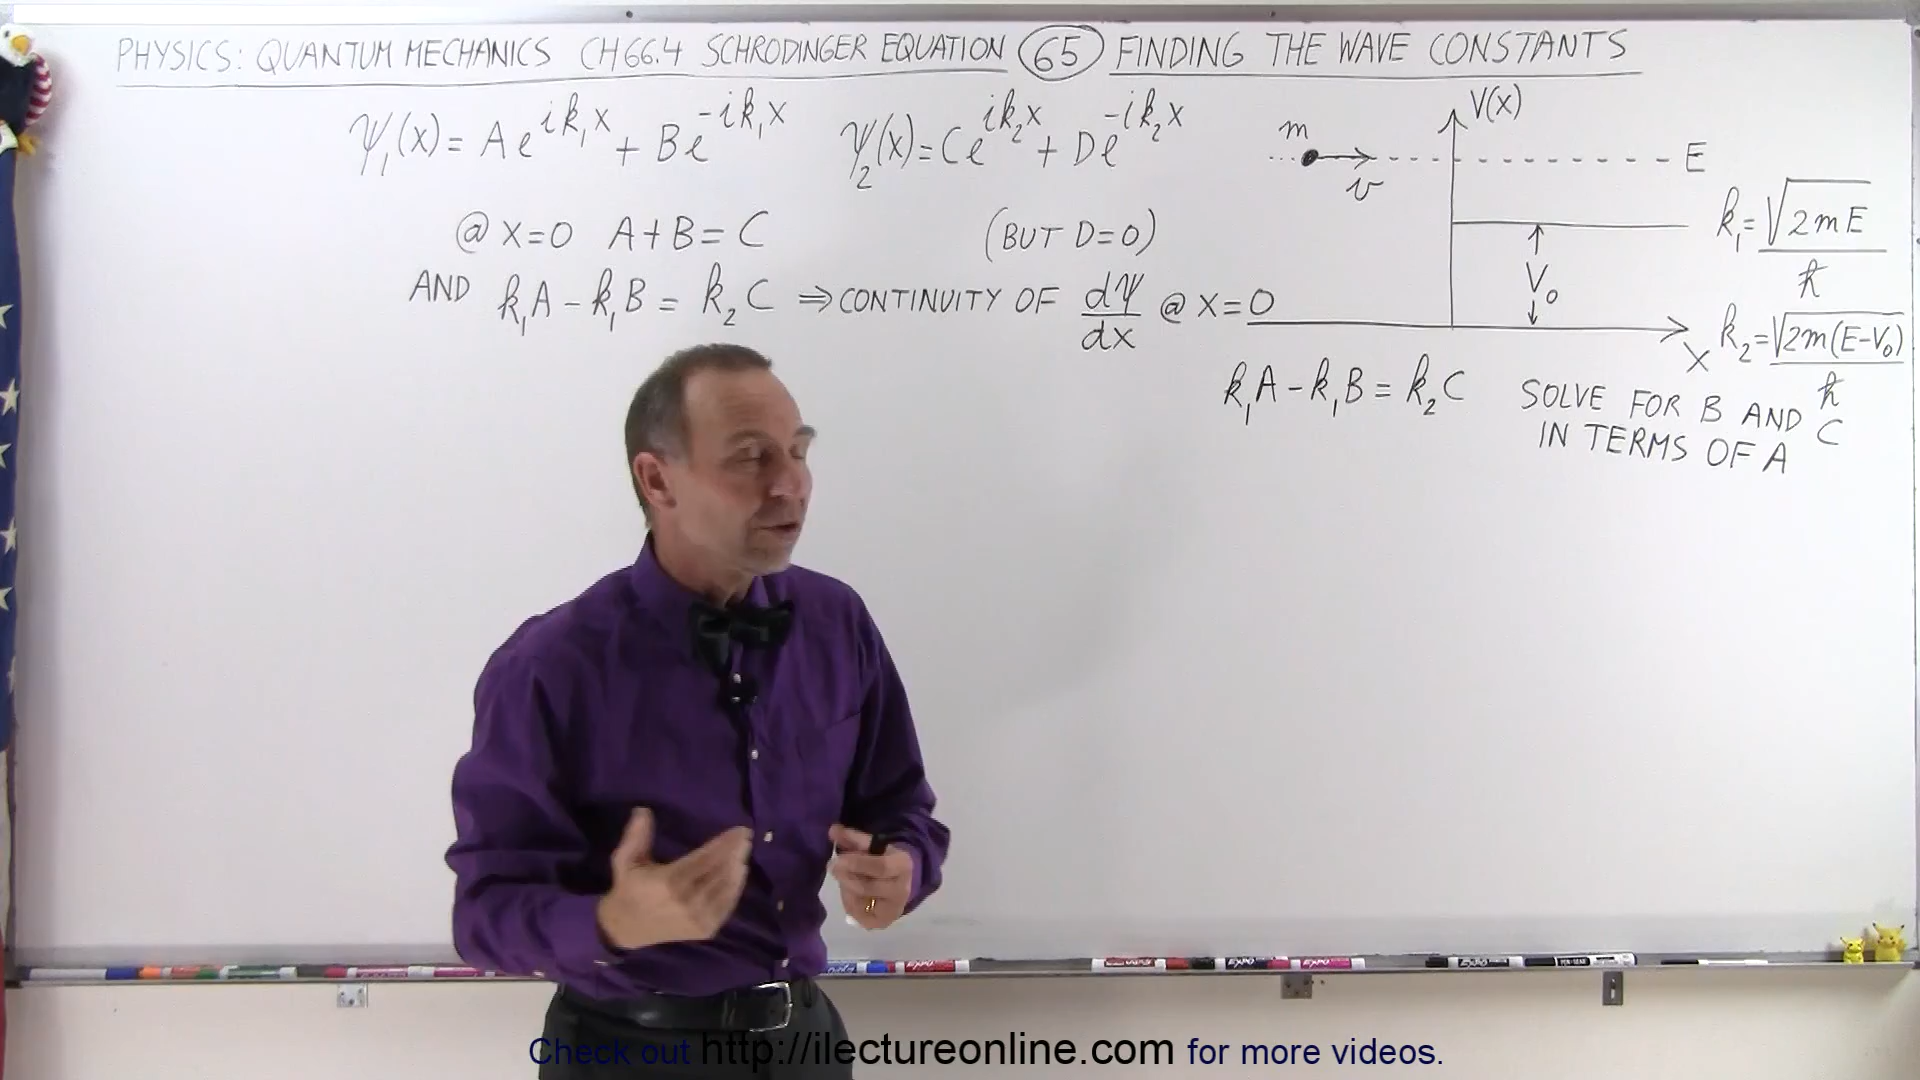 PHYSICS: QUANTUM MECHANICS CH 66.4 SCHRODINGER EQUATION 65 FINDING THE WAVE CONSTANTS
ψ₁(x) = Ae^{ik₁x} + Be^{-ik₁x}
ψ₂(x) = Ce^{ik₂x} + De^{-ik₂x}
@ X=0 A+B=C
(BUT D=0)
AND k₁A - k₁B = k₂C ⇒ CONTINUITY OF dψ/dx @ X=0
V(x)
m
v
E
V₀
X
k₁ = √(2mE)/ħ
k₂ = √(2m(E-V₀))/ħ
k₁A - k₁B = k₂C
SOLVE FOR B AND C
IN TERMS OF A
EXPO
EXPO
EXPO
Check out http://ilectureonline.com for more videos.